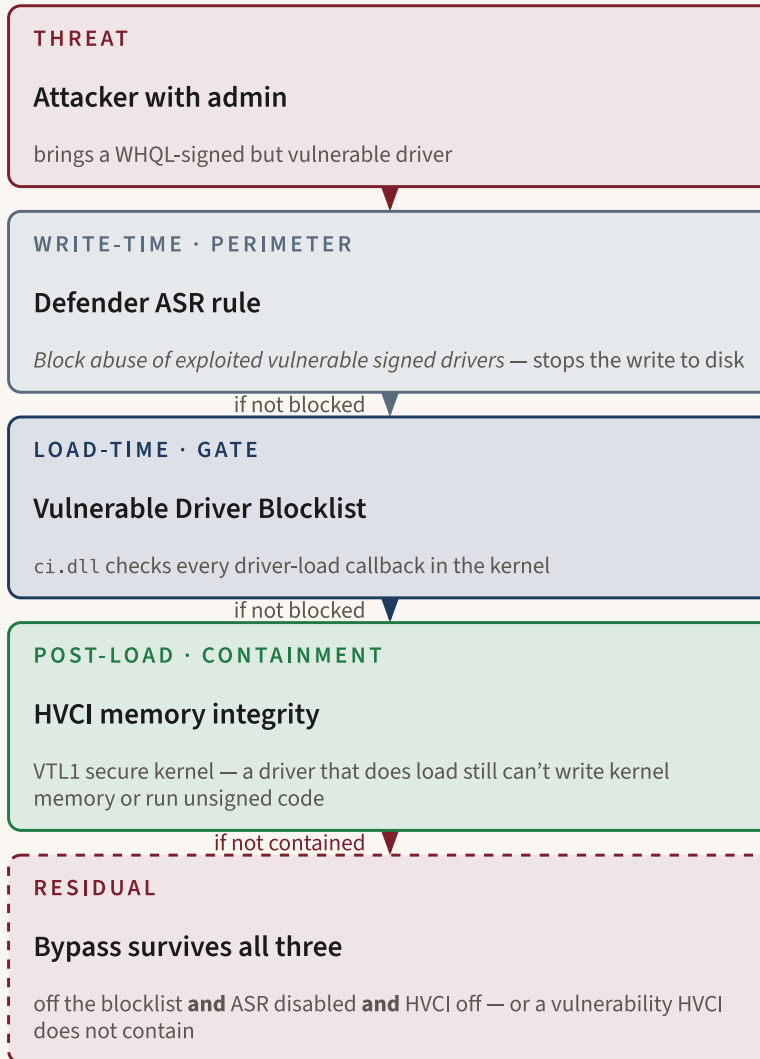 THREAT
Attacker with admin
brings a WHQL-signed but vulnerable driver
WRITE-TIME · PERIMETER
Defender ASR rule
Block abuse of exploited vulnerable signed drivers — stops the write to disk
if not blocked
LOAD-TIME · GATE
Vulnerable Driver Blocklist
ci.dll checks every driver-load callback in the kernel
if not blocked
POST-LOAD · CONTAINMENT
HVCI memory integrity
VTL1 secure kernel — a driver that does load still can’t write kernel
memory or run unsigned code
if not contained
RESIDUAL
Bypass survives all three
off the blocklist and ASR disabled and HVCI off — or a vulnerability HVCI
does not contain